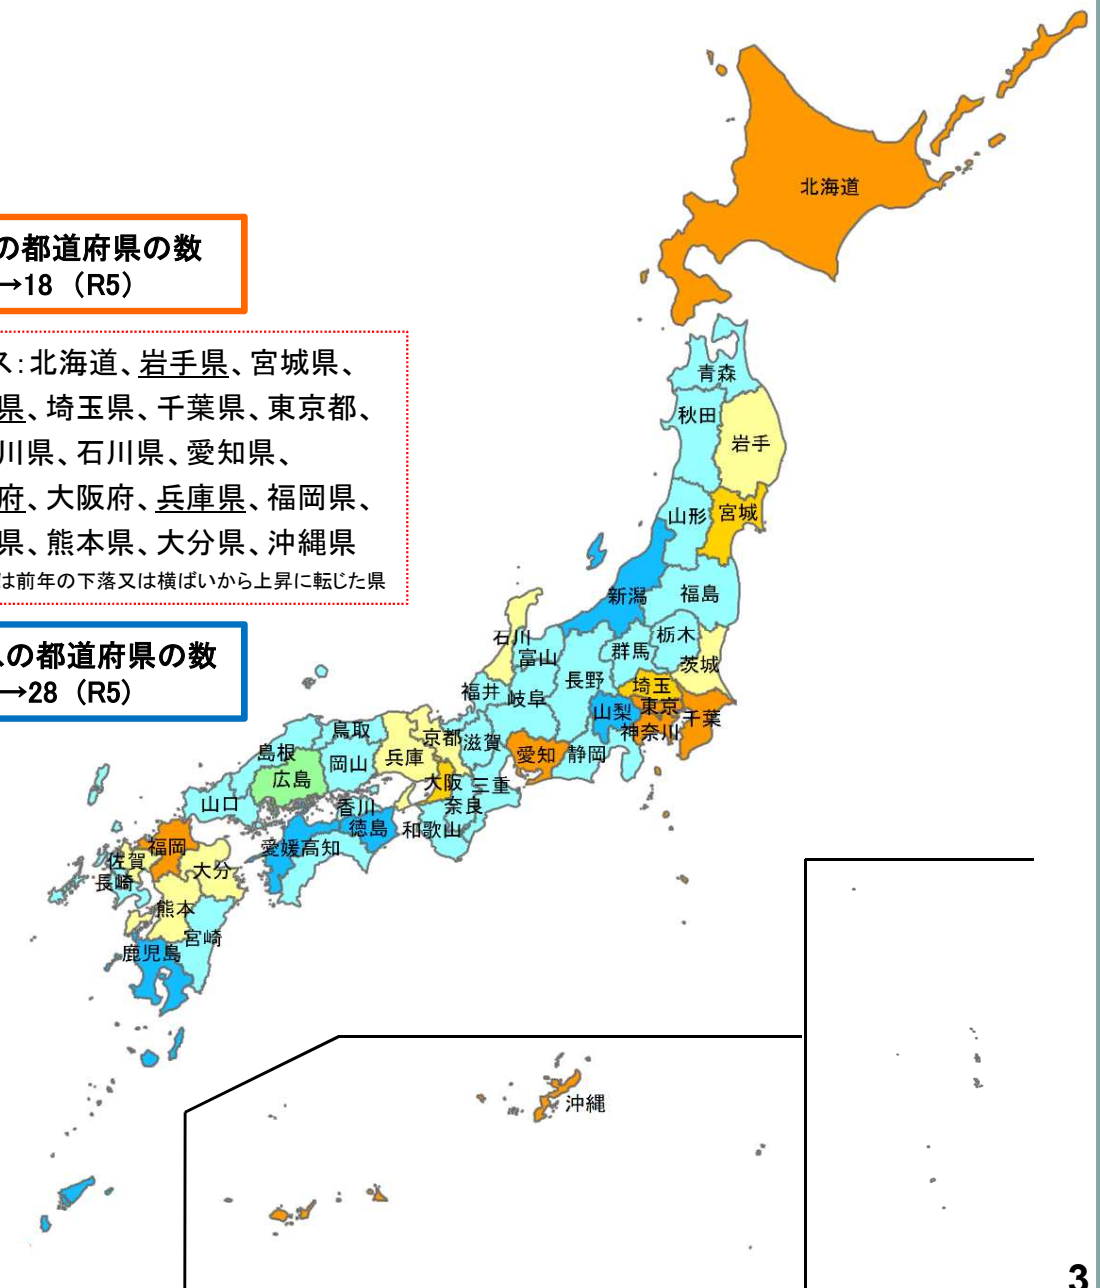 の都道府県の数
→18 （R5）
ス：北海道、岩手県、宮城県、
県、埼玉県、千葉県、東京都、
川県、石川県、愛知県、
府、大阪府、兵庫県、福岡県、
県、熊本県、大分県、沖縄県
は前年の下落又は横ばいから上昇に転じた県
の都道府県の数
→28 （R5）
北海道
青森
秋田
岩手
山形
宮城
新潟
福島
石川
富山
群馬
栃木
茨城
福井
岐阜
長野
埼玉
山梨
東京
千葉
神奈川
鳥取
島根
岡山
広島
兵庫
京都
滋賀
愛知
静岡
大阪
三重
奈良
山口
香川
徳島
和歌山
愛媛
高知
福岡
佐賀
大分
長崎
熊本
宮崎
鹿児島
沖縄
3